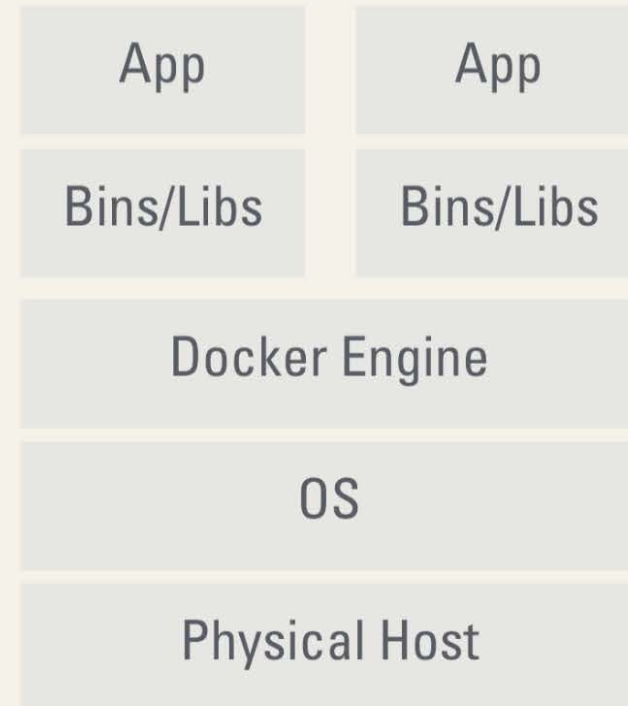 App App
Bins/Libs Bins/Libs
Docker Engine
OS
Physical Host